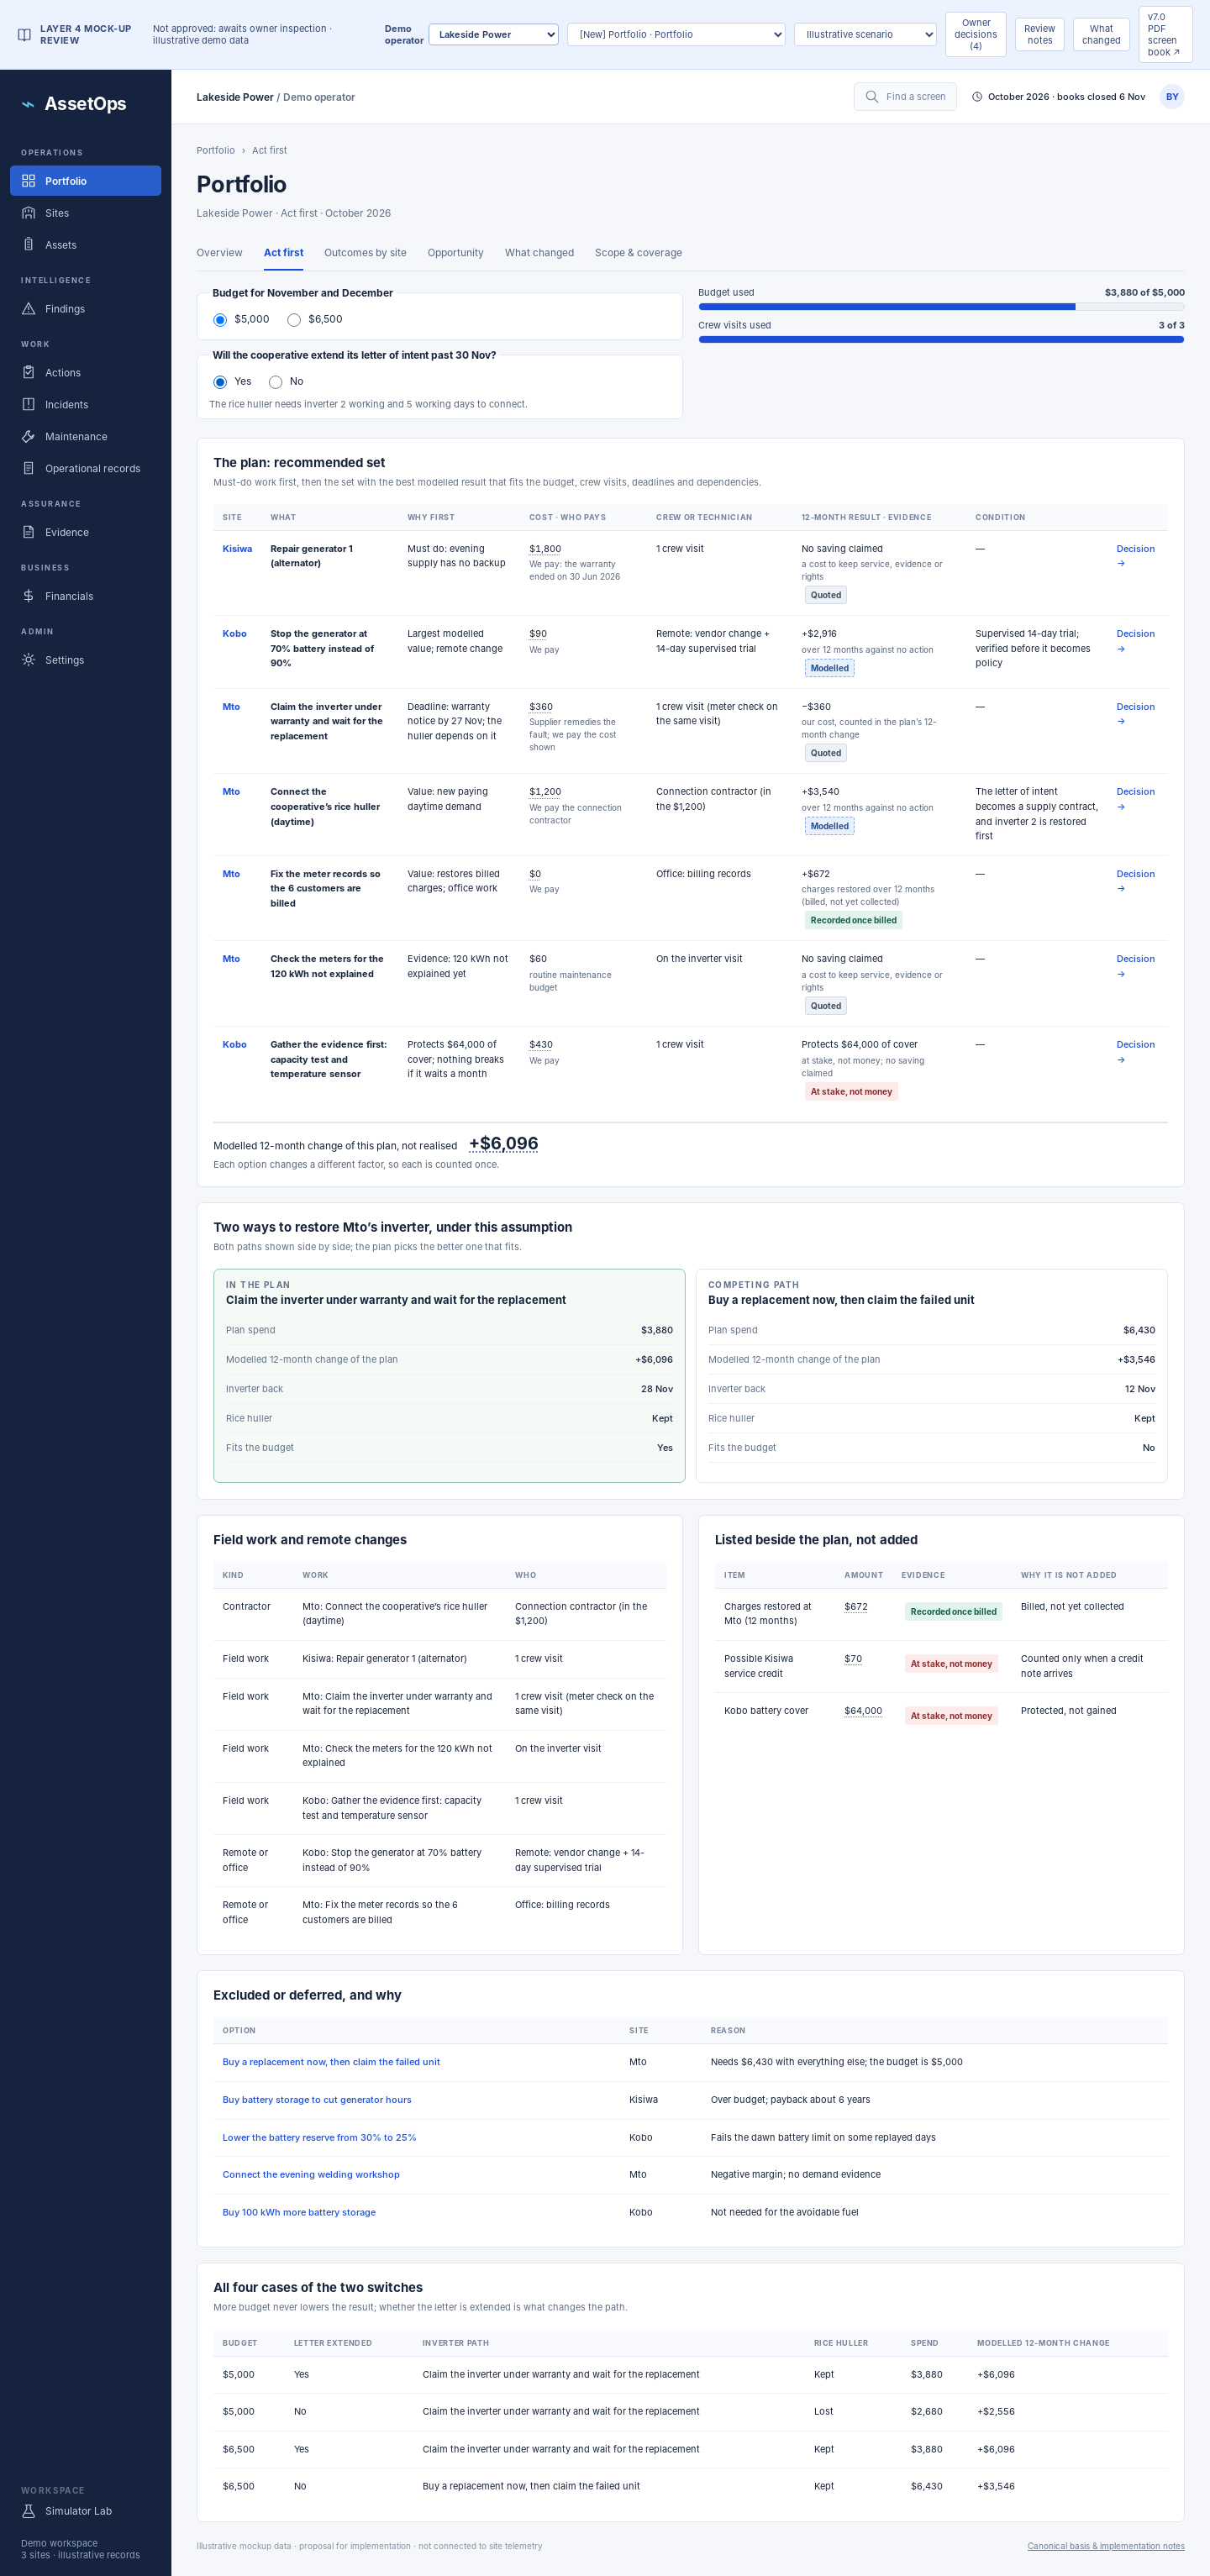 LAYER 4 MOCK-UP REVIEW
Not approved: awaits owner inspection · illustrative demo data
Demo operator
Lakeside Power
[New] Portfolio · Portfolio
Illustrative scenario
Owner decisions (4)
Review notes
What changed
v7.0 PDF screen book ↗
AssetOps
OPERATIONS
Portfolio
Sites
Assets
INTELLIGENCE
Findings
WORK
Actions
Incidents
Maintenance
Operational records
ASSURANCE
Evidence
BUSINESS
Financials
ADMIN
Settings
WORKSPACE
Simulator Lab
Demo workspace
3 sites · illustrative records
Lakeside Power / Demo operator
Find a screen
October 2026 · books closed 6 Nov
BY
Portfolio › Act first
Portfolio
Lakeside Power · Act first · October 2026
Overview Act first Outcomes by site Opportunity What changed Scope & coverage
Budget for November and December
$5,000 $6,500
Will the cooperative extend its letter of intent past 30 Nov?
Yes No
The rice huller needs inverter 2 working and 5 working days to connect.
Budget used $3,880 of $5,000
Crew visits used 3 of 3
The plan: recommended set
Must-do work first, then the set with the best modelled result that fits the budget, crew visits, deadlines and dependencies.
SITE WHAT WHY FIRST COST · WHO PAYS CREW OR TECHNICIAN 12-MONTH RESULT · EVIDENCE CONDITION
Kisiwa
Repair generator 1 (alternator)
Must do: evening supply has no backup
$1,800
We pay: the warranty ended on 30 Jun 2026
1 crew visit
No saving claimed
a cost to keep service, evidence or rights
Quoted
—
Decision →
Kobo
Stop the generator at 70% battery instead of 90%
Largest modelled value; remote change
$90
We pay
Remote: vendor change + 14-day supervised trial
+$2,916
over 12 months against no action
Modelled
Supervised 14-day trial; verified before it becomes policy
Decision →
Mto
Claim the inverter under warranty and wait for the replacement
Deadline: warranty notice by 27 Nov; the huller depends on it
$360
Supplier remedies the fault; we pay the cost shown
1 crew visit (meter check on the same visit)
−$360
our cost, counted in the plan's 12-month change
Quoted
—
Decision →
Mto
Connect the cooperative's rice huller (daytime)
Value: new paying daytime demand
$1,200
We pay the connection contractor
Connection contractor (in the $1,200)
+$3,540
over 12 months against no action
Modelled
The letter of intent becomes a supply contract, and inverter 2 is restored first
Decision →
Mto
Fix the meter records so the 6 customers are billed
Value: restores billed charges; office work
$0
We pay
Office: billing records
+$672
charges restored over 12 months (billed, not yet collected)
Recorded once billed
—
Decision →
Mto
Check the meters for the 120 kWh not explained
Evidence: 120 kWh not explained yet
$60
routine maintenance budget
On the inverter visit
No saving claimed
a cost to keep service, evidence or rights
Quoted
—
Decision →
Kobo
Gather the evidence first: capacity test and temperature sensor
Protects $64,000 of cover; nothing breaks if it waits a month
$430
We pay
1 crew visit
Protects $64,000 of cover
at stake, not money; no saving claimed
At stake, not money
—
Decision →
Modelled 12-month change of this plan, not realised +$6,096
Each option changes a different factor, so each is counted once.
Two ways to restore Mto's inverter, under this assumption
Both paths shown side by side; the plan picks the better one that fits.
IN THE PLAN
Claim the inverter under warranty and wait for the replacement
Plan spend $3,880
Modelled 12-month change of the plan +$6,096
Inverter back 28 Nov
Rice huller Kept
Fits the budget Yes
COMPETING PATH
Buy a replacement now, then claim the failed unit
Plan spend $6,430
Modelled 12-month change of the plan +$3,546
Inverter back 12 Nov
Rice huller Kept
Fits the budget No
Field work and remote changes
KIND WORK WHO
Contractor Mto: Connect the cooperative's rice huller (daytime) Connection contractor (in the $1,200)
Field work Kisiwa: Repair generator 1 (alternator) 1 crew visit
Field work Mto: Claim the inverter under warranty and wait for the replacement 1 crew visit (meter check on the same visit)
Field work Mto: Check the meters for the 120 kWh not explained On the inverter visit
Field work Kobo: Gather the evidence first: capacity test and temperature sensor 1 crew visit
Remote or office Kobo: Stop the generator at 70% battery instead of 90% Remote: vendor change + 14-day supervised trial
Remote or office Mto: Fix the meter records so the 6 customers are billed Office: billing records
Listed beside the plan, not added
ITEM AMOUNT EVIDENCE WHY IT IS NOT ADDED
Charges restored at Mto (12 months) $672 Recorded once billed Billed, not yet collected
Possible Kisiwa service credit $70 At stake, not money Counted only when a credit note arrives
Kobo battery cover $64,000 At stake, not money Protected, not gained
Excluded or deferred, and why
OPTION SITE REASON
Buy a replacement now, then claim the failed unit Mto Needs $6,430 with everything else; the budget is $5,000
Buy battery storage to cut generator hours Kisiwa Over budget; payback about 6 years
Lower the battery reserve from 30% to 25% Kobo Fails the dawn battery limit on some replayed days
Connect the evening welding workshop Mto Negative margin; no demand evidence
Buy 100 kWh more battery storage Kobo Not needed for the avoidable fuel
All four cases of the two switches
More budget never lowers the result; whether the letter is extended is what changes the path.
BUDGET LETTER EXTENDED INVERTER PATH RICE HULLER SPEND MODELLED 12-MONTH CHANGE
$5,000 Yes Claim the inverter under warranty and wait for the replacement Kept $3,880 +$6,096
$5,000 No Claim the inverter under warranty and wait for the replacement Lost $2,680 +$2,556
$6,500 Yes Claim the inverter under warranty and wait for the replacement Kept $3,880 +$6,096
$6,500 No Buy a replacement now, then claim the failed unit Kept $6,430 +$3,546
Illustrative mockup data · proposal for implementation · not connected to site telemetry
Canonical basis & implementation notes